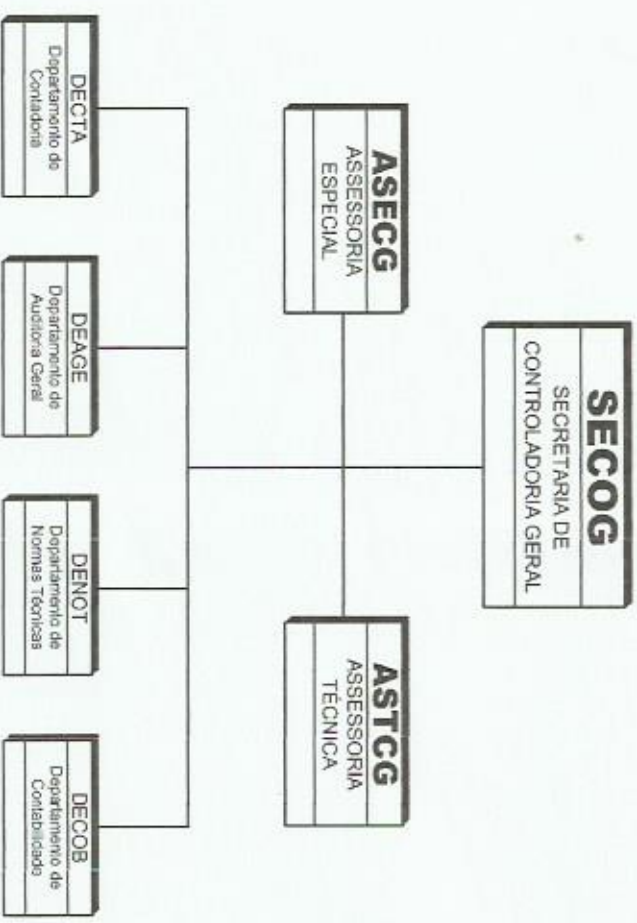 SECOG
SECRETARIA DE
CONTROLADORIA GERAL
ASECG
ASSESSORIA
ESPECIAL
ASTCG
ASSESSORIA
TÉCNICA
DECTA
Departamento de
Contadoria
DEAGE
Departamento de
Auditoria Geral
DENOT
Departamento de
Normas Técnicas
DECOB
Departamento de
Contabilidade